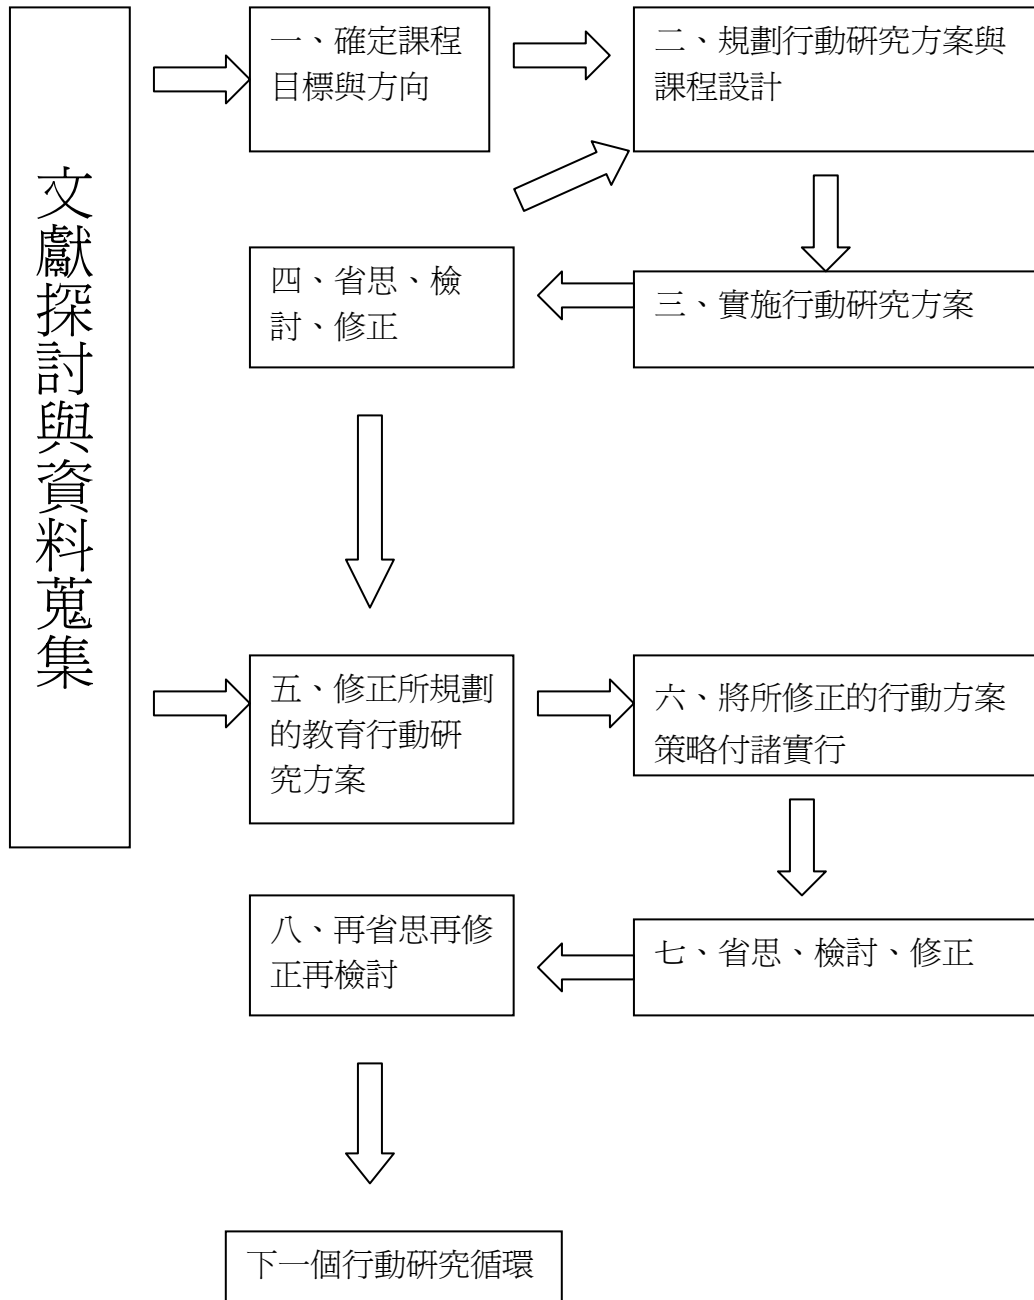 文獻探討與資料蒐集
一、確定課程
目標與方向
二、規劃行動研究方案與
課程設計
三、實施行動研究方案
四、省思、檢
討、修正
五、修正所規劃
的教育行動研
究方案
六、將所修正的行動方案
策略付諸實行
七、省思、檢討、修正
八、再省思再修
正再檢討
下一個行動研究循環